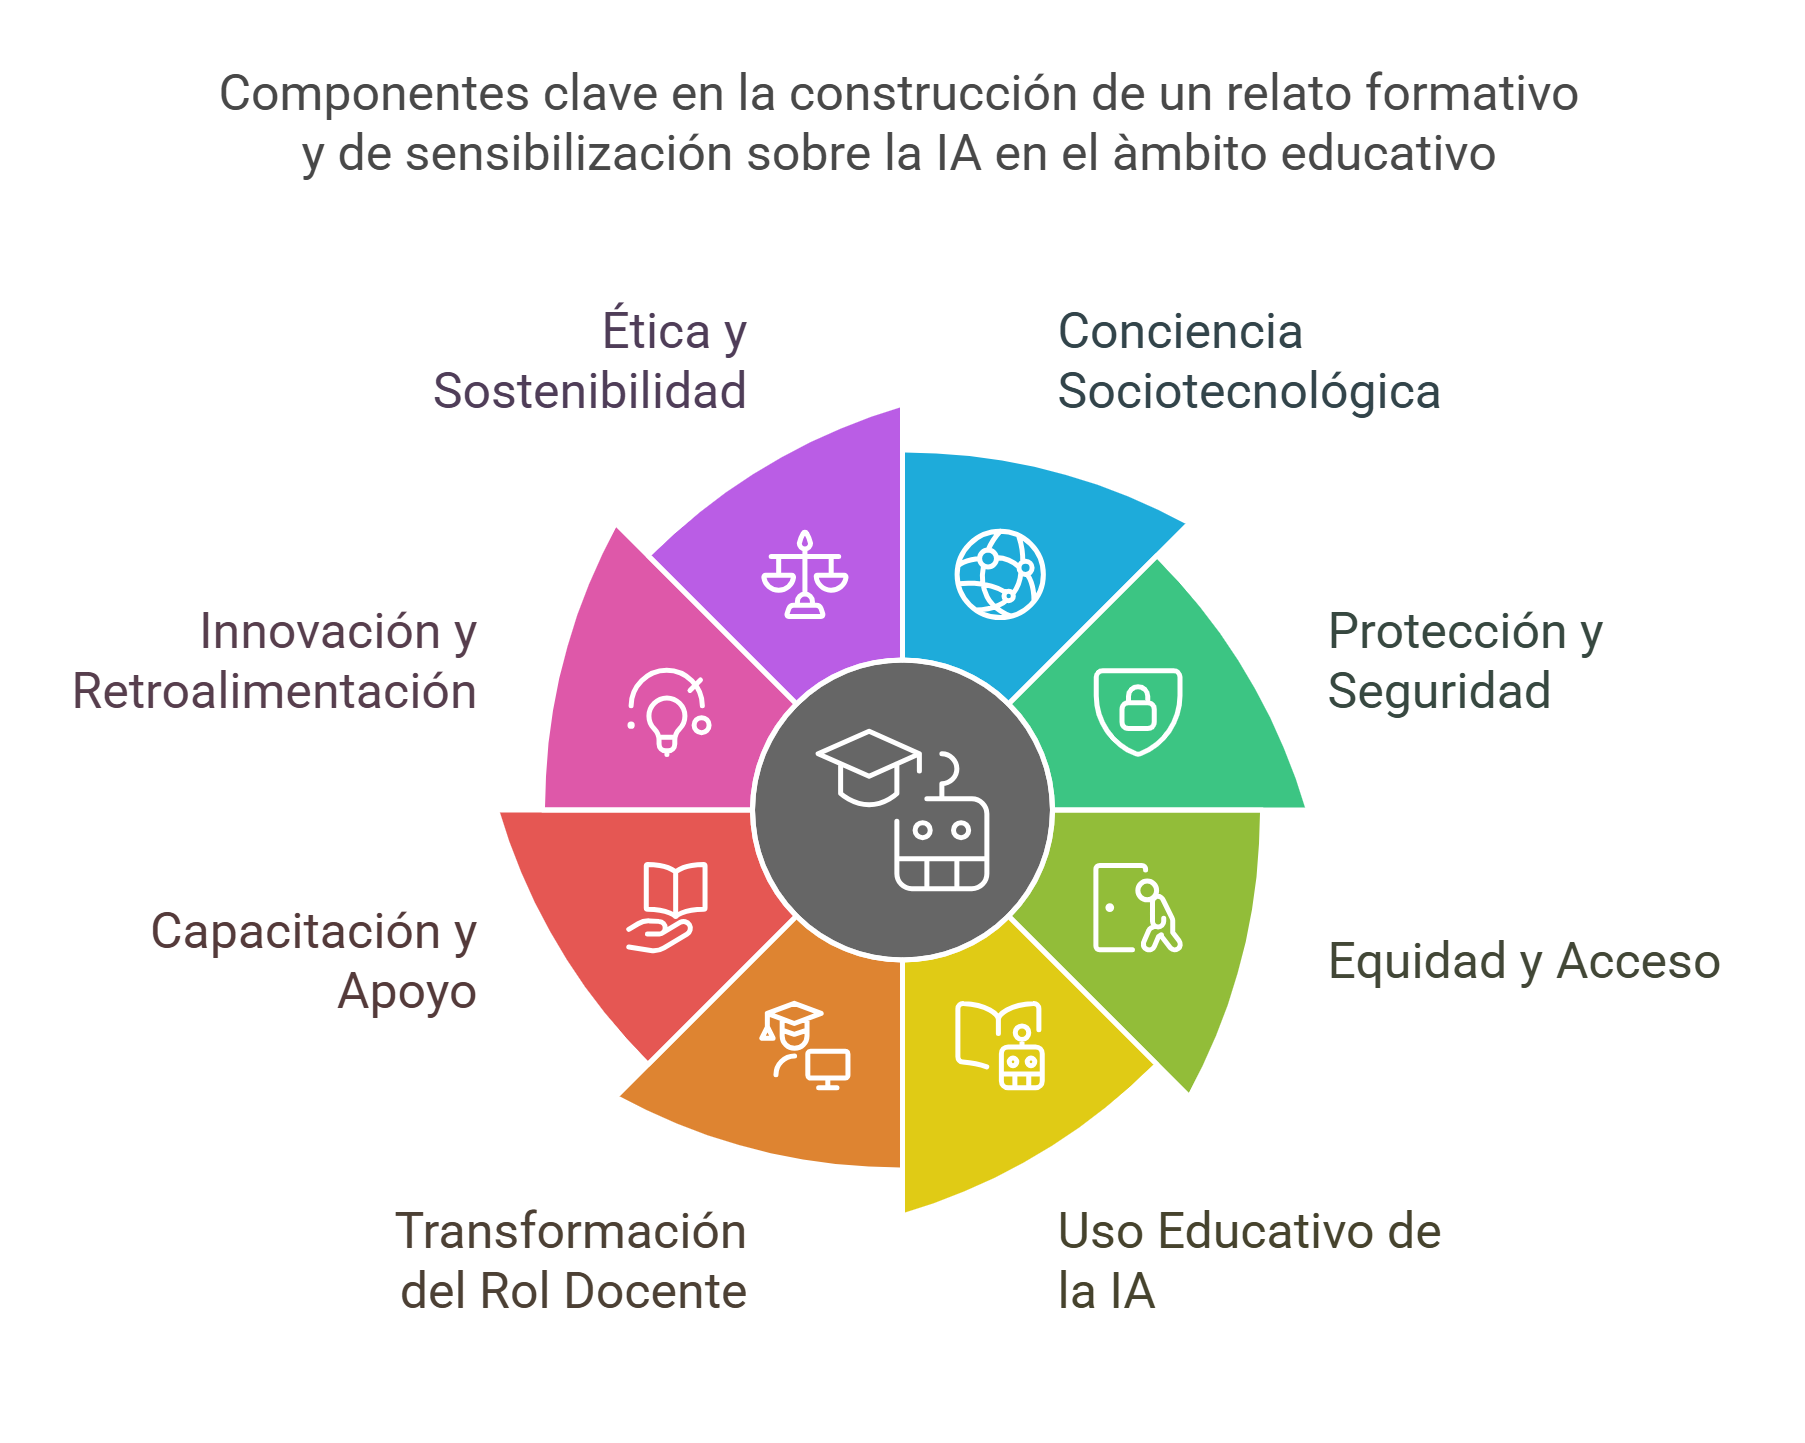 Componentes clave en la construcción de un relato formativo
y de sensibilización sobre la IA en el àmbito educativo
Ética y
Sostenibilidad
Conciencia
Sociotecnológica
Innovación y
Retroalimentación
Protección y
Seguridad
Capacitación y
Apoyo
Equidad y Acceso
Transformación
del Rol Docente
Uso Educativo de
la IA